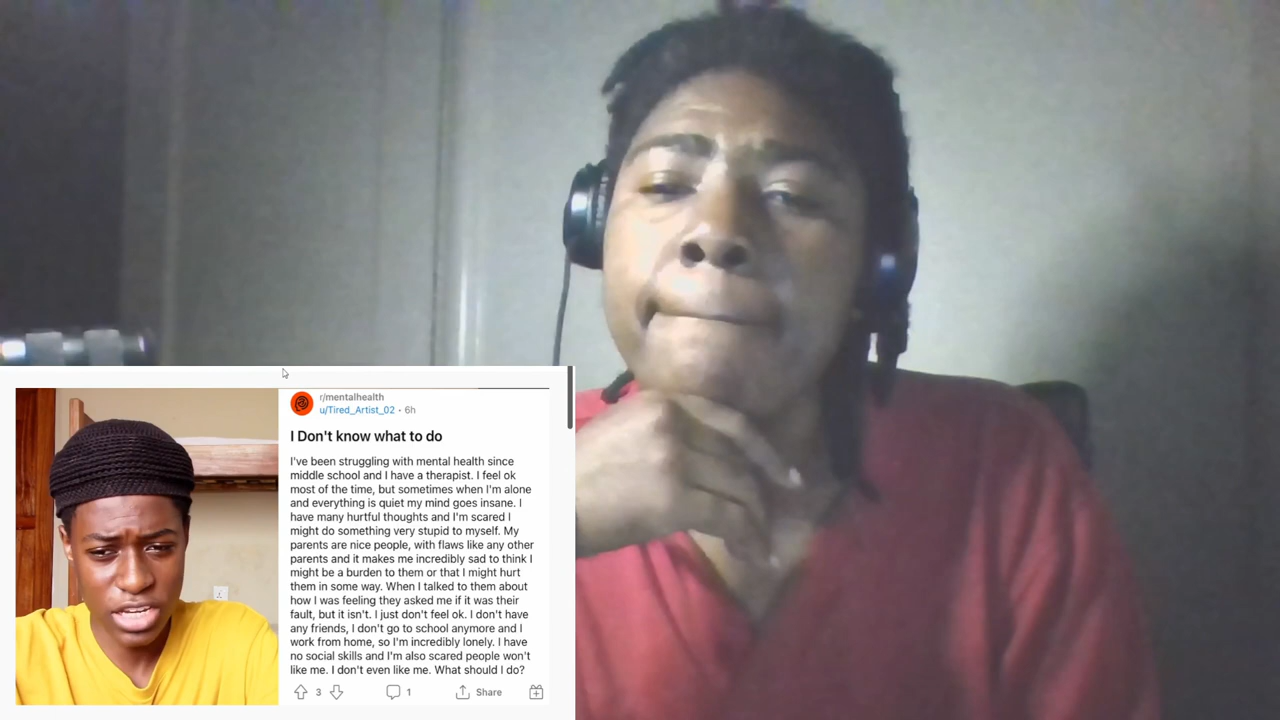 r/mentalhealth
u/Tired_Artist_02 • 6h
I Don't know what to do
I've been struggling with mental health since
middle school and I have a therapist. I feel ok
most of the time, but sometimes when I'm alone
and everything is quiet my mind goes insane. I
have many hurtful thoughts and I'm scared I
might do something very stupid to myself. My
parents are nice people, with flaws like any other
parents and it makes me incredibly sad to think I
might be a burden to them or that I might hurt
them in some way. When I talked to them about
how I was feeling they asked me if it was their
fault, but it isn't. I just don't feel ok. I don't have
any friends, I don't go to school anymore and I
work from home, so I'm incredibly lonely. I have
no social skills and I'm also scared people won't
like me. I don't even like me. What should I do?
3
1
Share